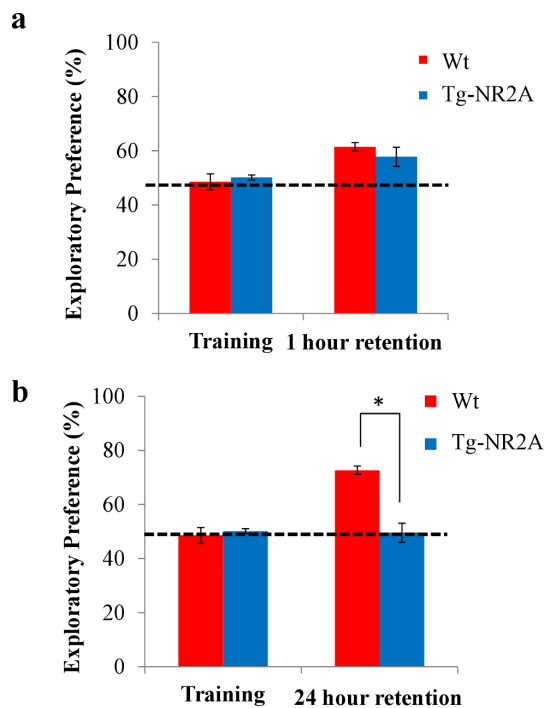 a
Exploratory Preference (%)
100
80
60
40
20
0
Wt
Tg-NR2A
Training 1 hour retention
b
Exploratory Preference (%)
100
80
60
40
20
0
*
Wt
Tg-NR2A
Training 24 hour retention